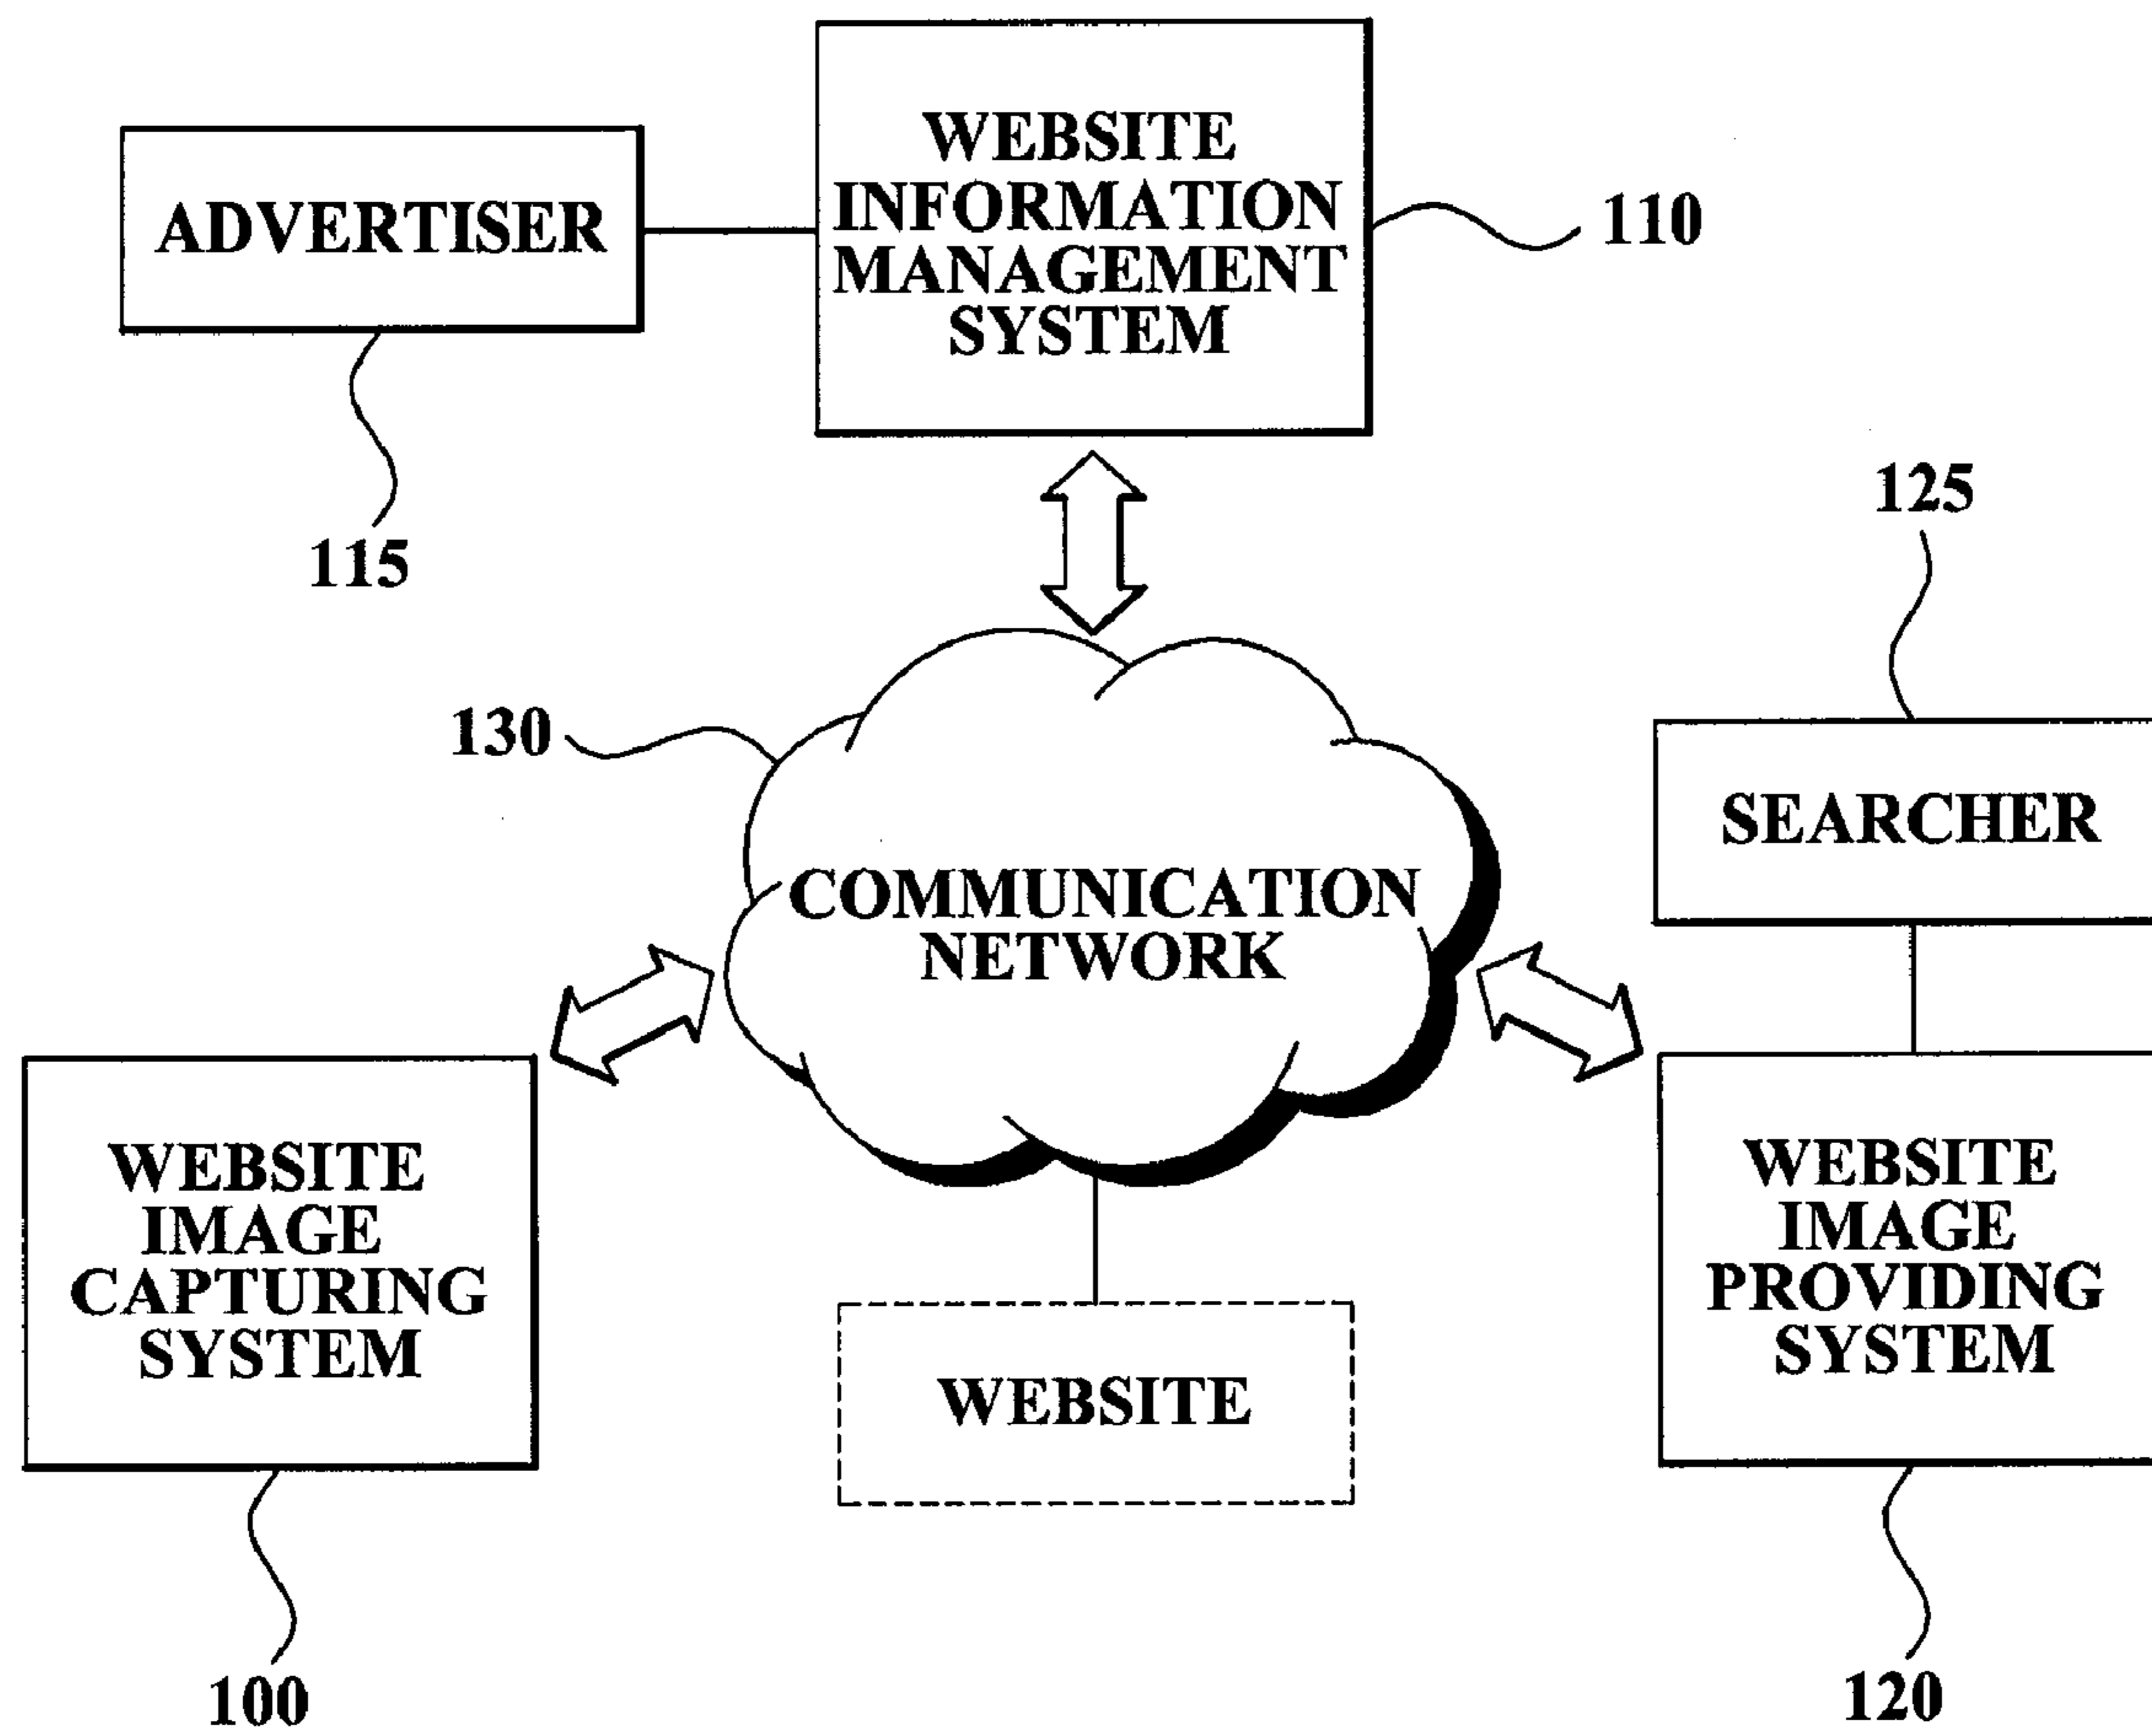 WEBSITE
INFORMATION
MANAGEMENT
SYSTEM
110
ADVERTISER
115
125
130
SEARCHER
COMMUNICATION
NETWORK
WEBSITE
IMAGE
CAPTURING
SYSTEM
100
WEBSITE
WEBSITE
IMAGE
PROVIDING
SYSTEM
120